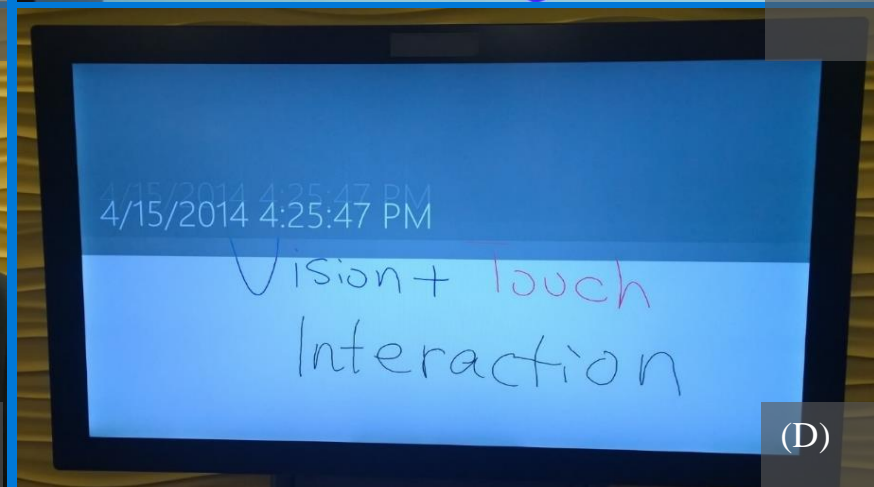 4/15/2014 4:25:47 PM
4/15/2014 4:25:47 PM
Vision + Touch
Interaction
(D)